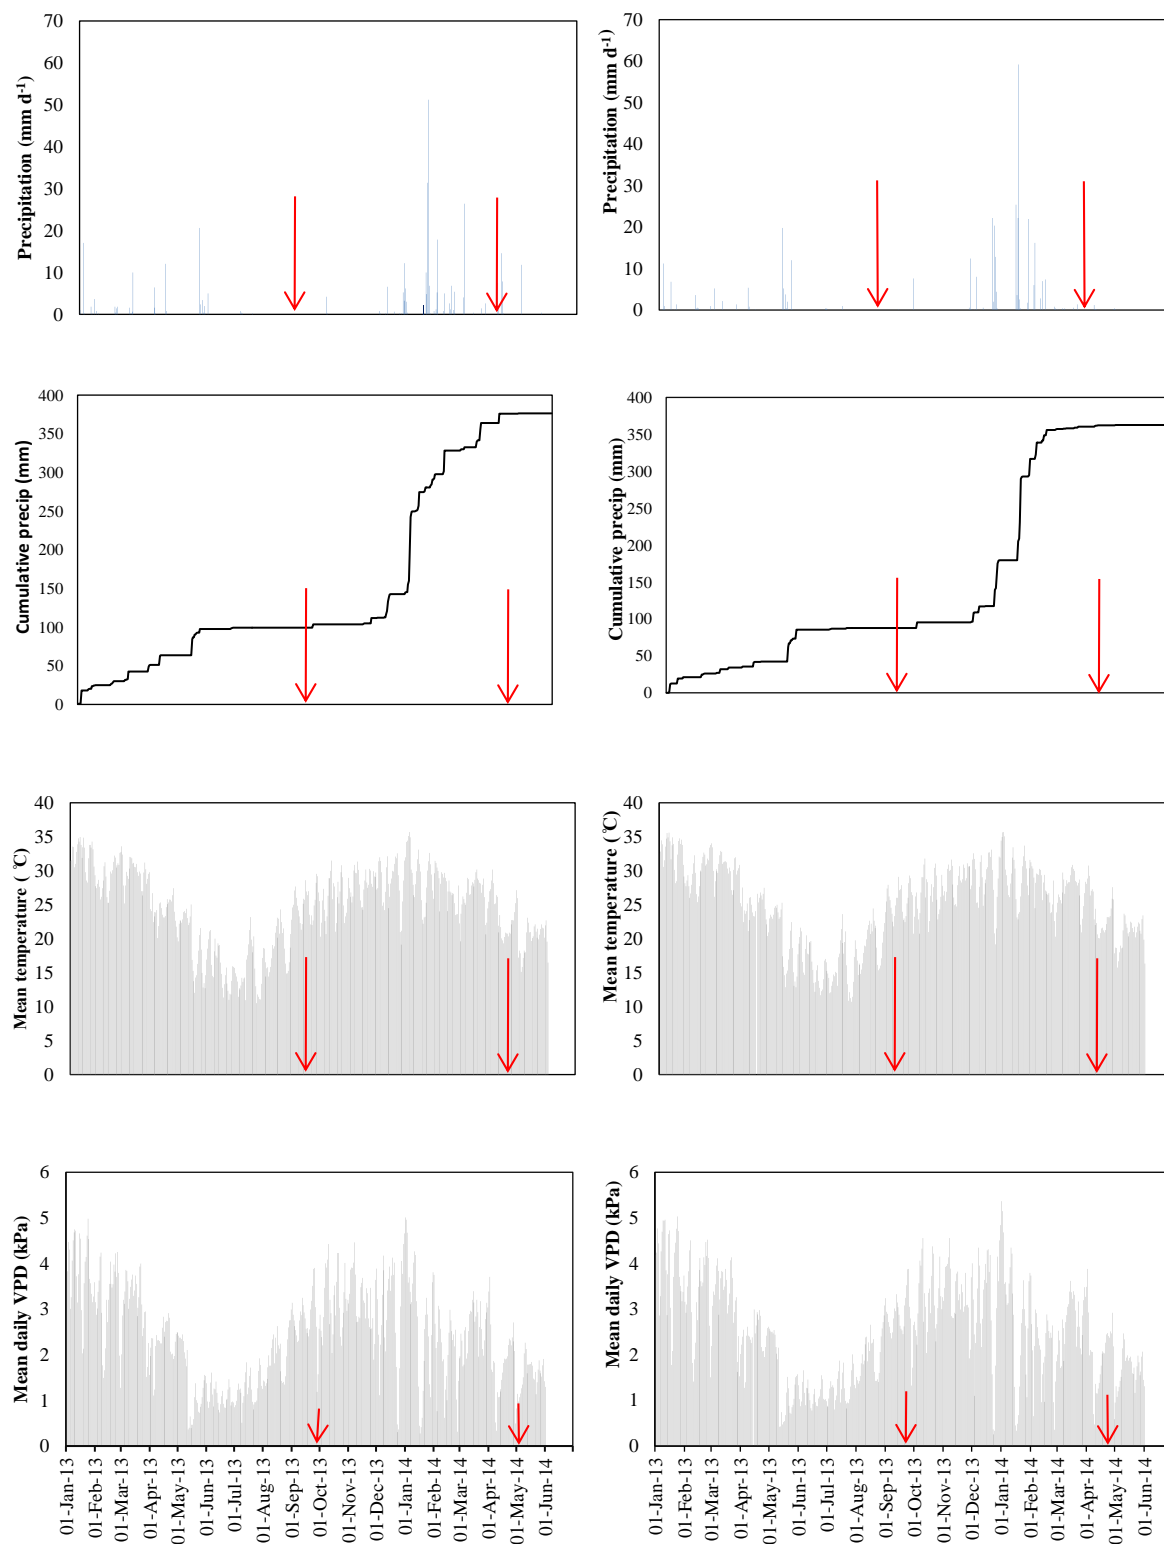 Precipitation (mm d-1)
70
60
50
40
30
20
10
0
Precipitation (mm d-1)
70
60
50
40
30
20
10
0
Cumulative precip (mm)
400
350
300
250
200
150
100
50
0
Cumulative precip (mm)
400
350
300
250
200
150
100
50
0
Mean temperature (℃)
40
35
30
25
20
15
10
5
0
Mean temperature (℃)
40
35
30
25
20
15
10
5
0
Mean daily VPD (kPa)
6
5
4
3
2
1
0
01-Jan-13
01-Feb-13
01-Mar-13
01-Apr-13
01-May-13
01-Jun-13
01-Jul-13
01-Aug-13
01-Sep-13
01-Oct-13
01-Nov-13
01-Dec-13
01-Jan-14
01-Feb-14
01-Mar-14
01-Apr-14
01-May-14
01-Jun-14
Mean daily VPD (kPa)
6
5
4
3
2
1
0
01-Jan-13
01-Feb-13
01-Mar-13
01-Apr-13
01-May-13
01-Jun-13
01-Jul-13
01-Aug-13
01-Sep-13
01-Oct-13
01-Nov-13
01-Dec-13
01-Jan-14
01-Feb-14
01-Mar-14
01-Apr-14
01-May-14
01-Jun-14